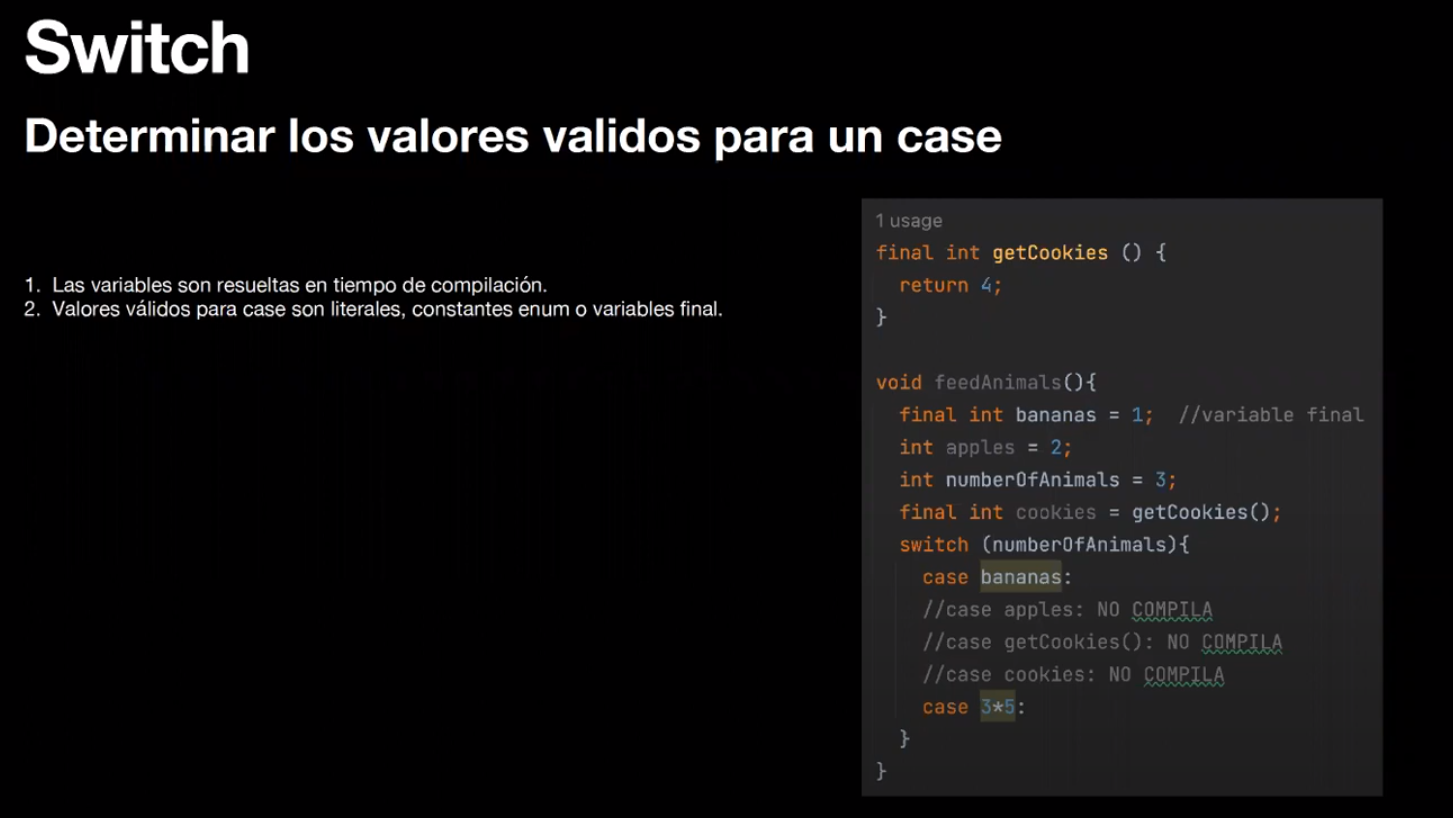 Switch
Determinar los valores validos para un case
1. Las variables son resueltas en tiempo de compilación.
2. Valores válidos para case son literales, constantes enum o variables final.
1 usage
final int getCookies () {
return 4;
}
void feedAnimals(){
final int bananas = 1; //variable final
int apples = 2;
int numberOfAnimals = 3;
final int cookies = getCookies();
switch (numberOfAnimals){
case bananas:
//case apples: NO COMPILA
//case getCookies(): NO COMPILA
//case cookies: NO COMPILA
case 3*5:
}
}